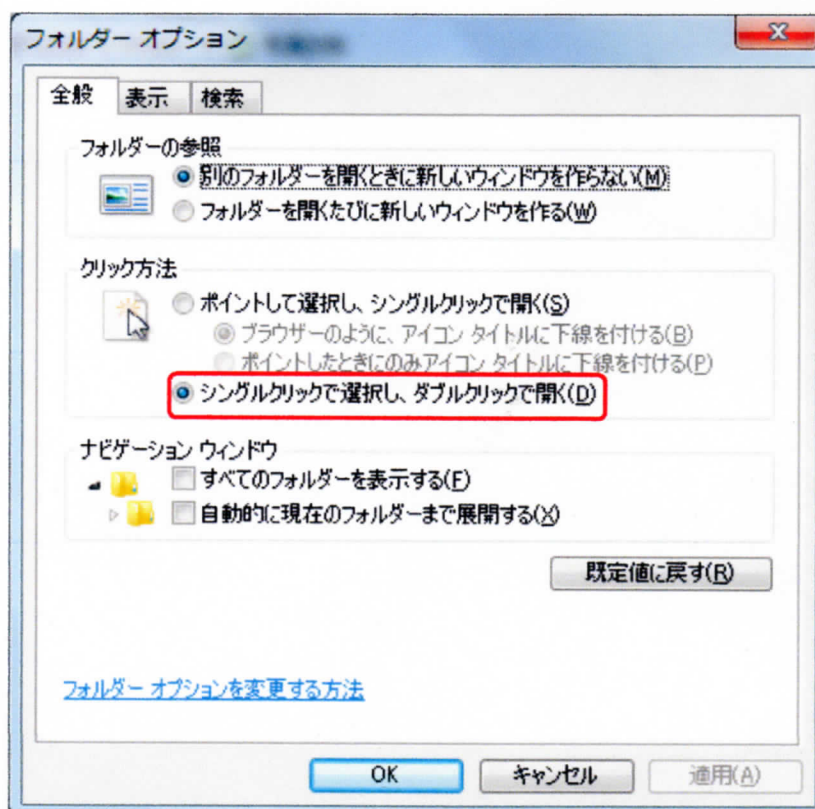 フォルダー オプション
全般 表示 検索
フォルダーの参照
別のフォルダーを開くときに新しいウィンドウを作らない(M)
フォルダーを開くたびに新しいウィンドウを作る(W)
クリック方法
ポイントして選択し、シングルクリックで開く(S)
ブラウザーのように、アイコン タイトルに下線を付ける(B)
ポイントしたときにのみアイコン タイトルに下線を付ける(P)
シングルクリックで選択し、ダブルクリックで開く(D)
ナビゲーション ウィンドウ
すべてのフォルダーを表示する(F)
自動的に現在のフォルダーまで展開する(X)
既定値に戻す(R)
フォルダー オプションを変更する方法
OK キャンセル 適用(A)